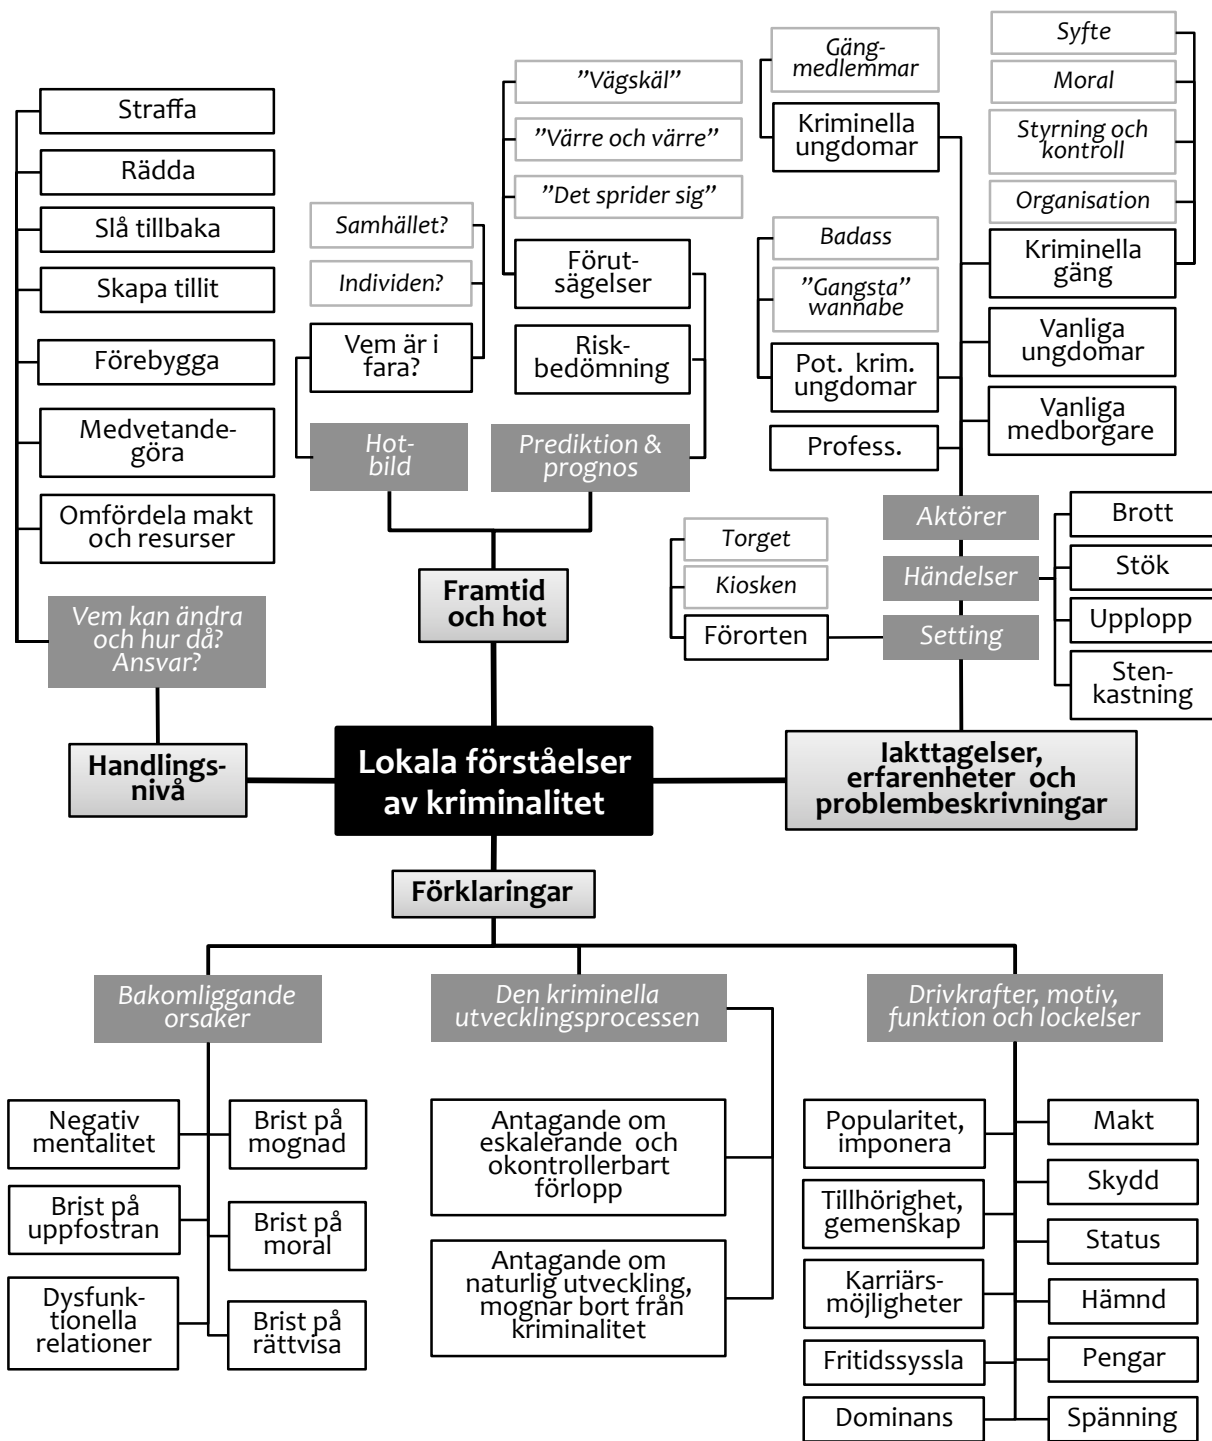 Straffa
Rädda
Slå tillbaka
Skapa tillit
Förebygga
Medvetande-
göra
Omfördela makt
och resurser
Vem kan ändra
och hur då?
Ansvar?
Handlings-
nivå
Samhället?
Individen?
Vem är i
fara?
Hot-
bild
”Vägskäl”
”Värre och värre”
”Det sprider sig”
Förut-
sägelser
Risk-
bedömning
Prediktion &
prognos
Framtid
och hot
Gäng-
medlemmar
Kriminella
ungdomar
Badass
”Gangsta”
wannabe
Pot. krim.
ungdomar
Profess.
Syfte
Moral
Styrning och
kontroll
Organisation
Kriminella
gäng
Vanliga
ungdomar
Vanliga
medborgare
Aktörer
Händelser
Setting
Torget
Kiosken
Förorten
Brott
Stök
Upplopp
Sten-
kastning
Lokala förståelser
av kriminalitet
Iakttagelser,
erfarenheter och
problembeskrivningar
Förklaringar
Bakomliggande
orsaker
Negativ
mentalitet
Brist på
mognad
Brist på
uppfostran
Brist på
moral
Dysfunk-
tionella
relationer
Brist på
rättvisa
Den kriminella
utvecklingsprocessen
Antagande om
eskalerande och
okontrollerbart
förlopp
Antagande om
naturlig utveckling,
mognar bort från
kriminalitet
Drivkrafter, motiv,
funktion och lockelser
Popularitet,
imponera
Makt
Tillhörighet,
gemenskap
Skydd
Status
Karriärs-
möjligheter
Hämnd
Fritidssyssla
Pengar
Dominans
Spänning